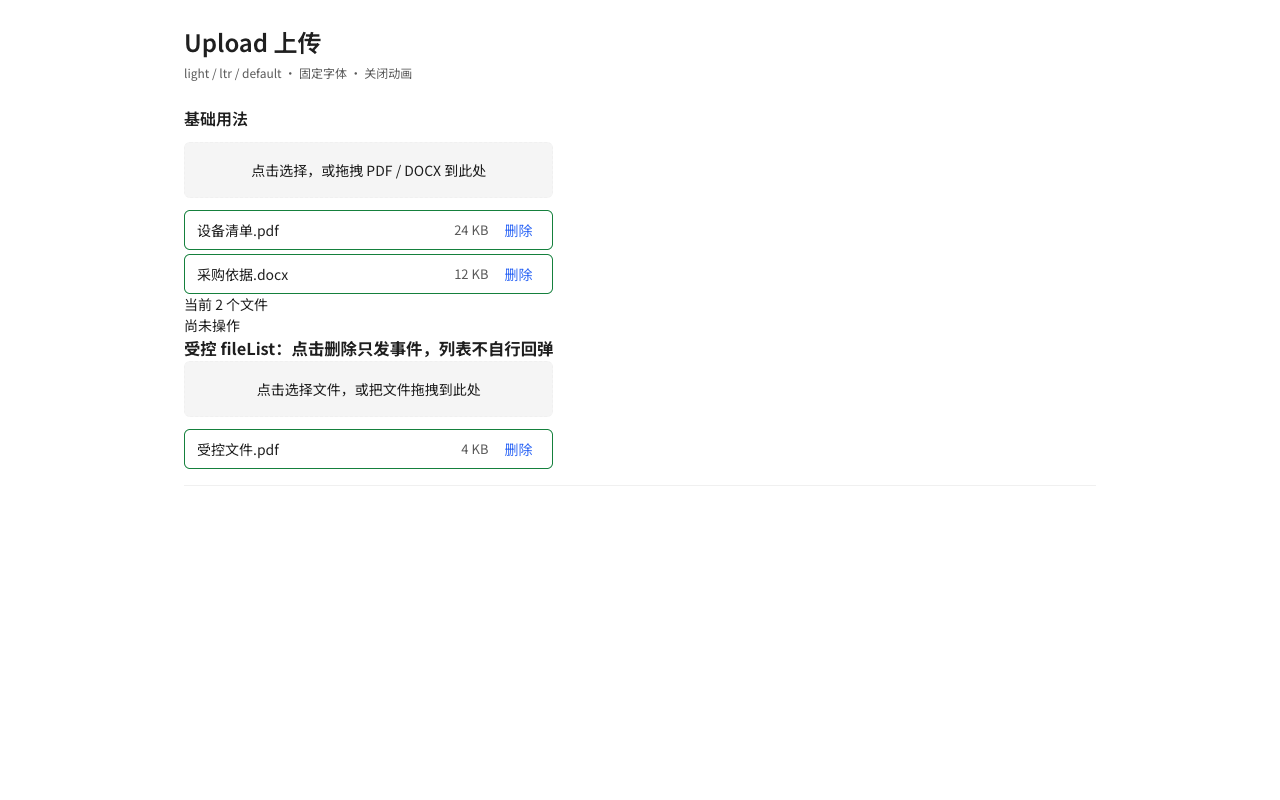 Upload 上传
light / ltr / default ・ 固定字体 ・ 关闭动画
基础用法
点击选择，或拖拽 PDF / DOCX 到此处
设备清单.pdf 24 KB 删除
采购依据.docx 12 KB 删除
当前 2 个文件
尚未操作
受控 fileList：点击删除只发事件，列表不自行回弹
点击选择文件，或把文件拖拽到此处
受控文件.pdf 4 KB 删除